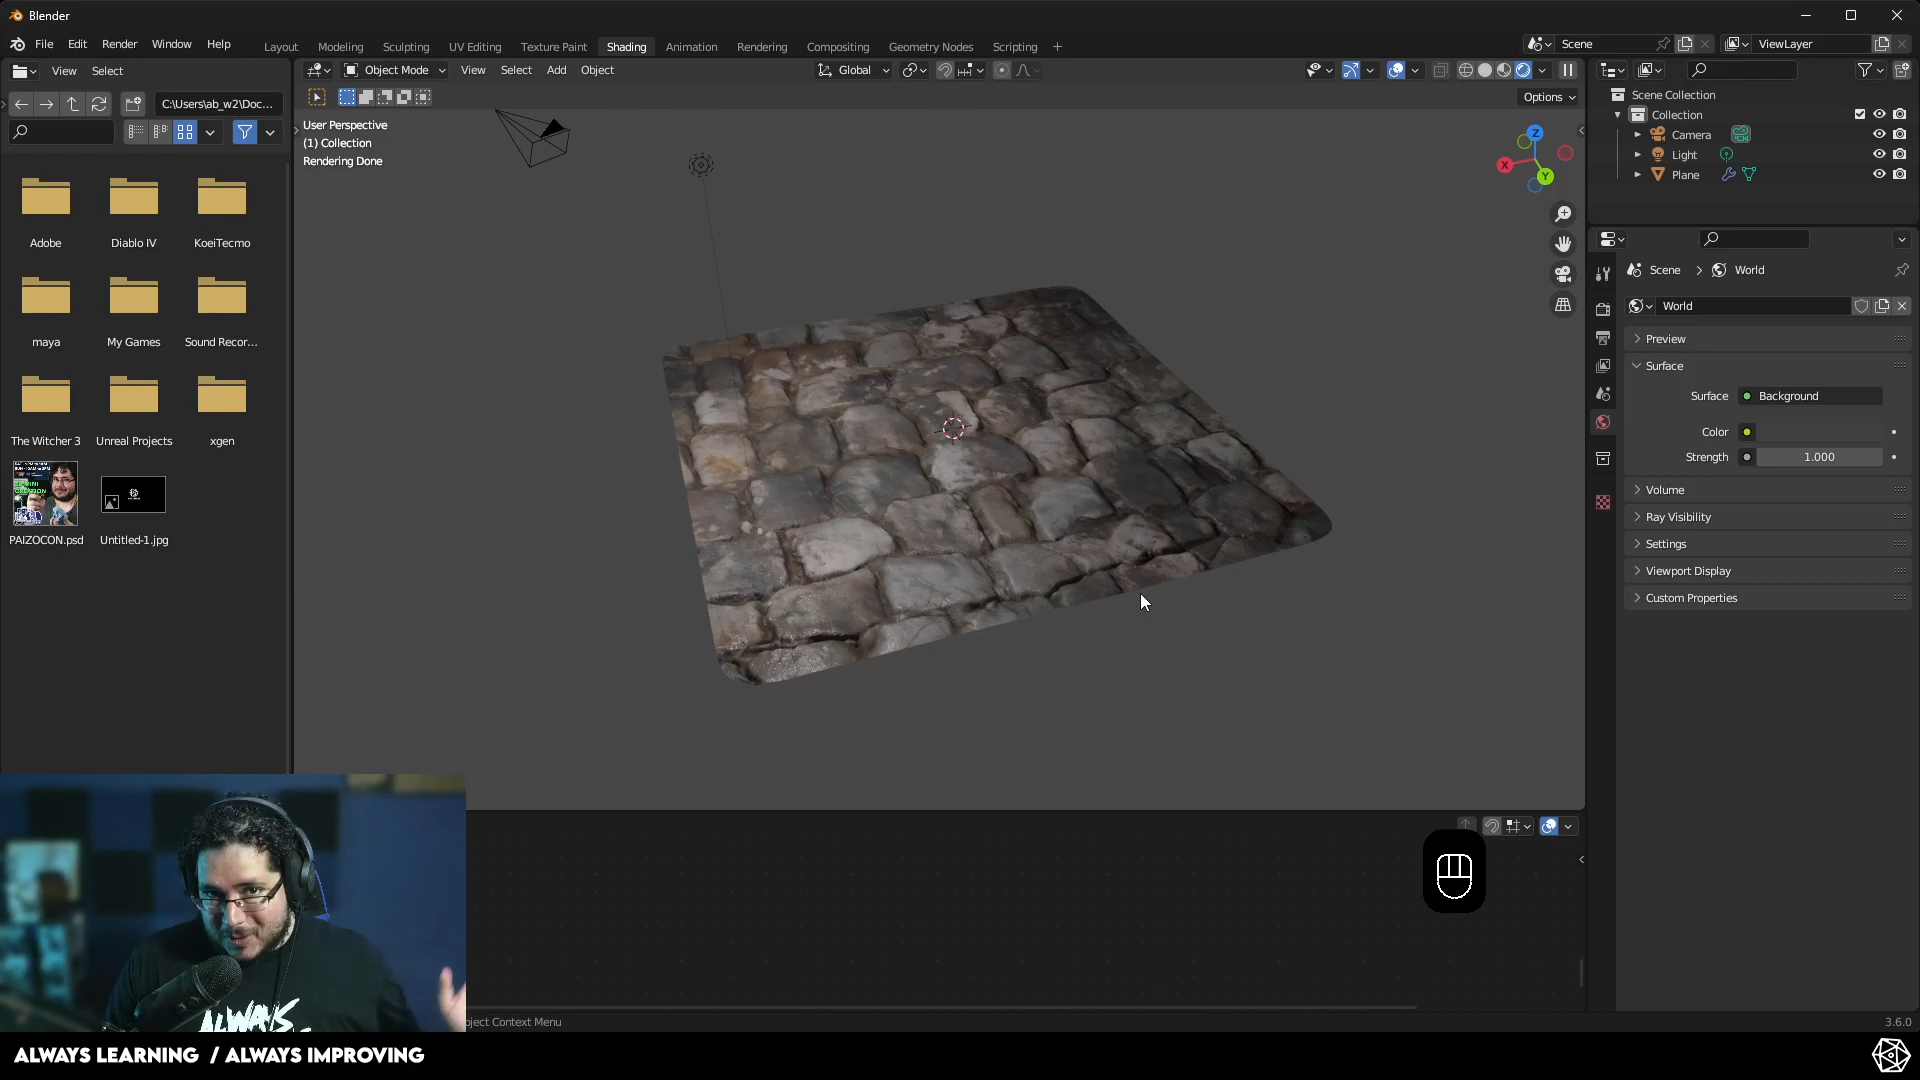 Blender
File Edit Render Window Help
Layout Modeling Sculpting UV Editing Texture Paint Shading Animation Rendering Compositing Geometry Nodes Scripting +
Scene
ViewLayer
View Select
Object Mode View Select Add Object
Global
C:\Users\ab_w2\Doc...
Options
User Perspective
(1) Collection
Rendering Done
Z
X
Y
Adobe Diablo IV KoeiTecmo
maya My Games Sound Recor...
The Witcher 3 Unreal Projects xgen
PAIZOCON.psd Untitled-1.jpg
Scene Collection
Collection
Camera
Light
Plane
Scene > World
World
Preview
Surface
Surface Background
Color
Strength 1.000
Volume
Ray Visibility
Settings
Viewport Display
Custom Properties
ject Context Menu
3.6.0
ALWAYS
ALWAYS LEARNING / ALWAYS IMPROVING